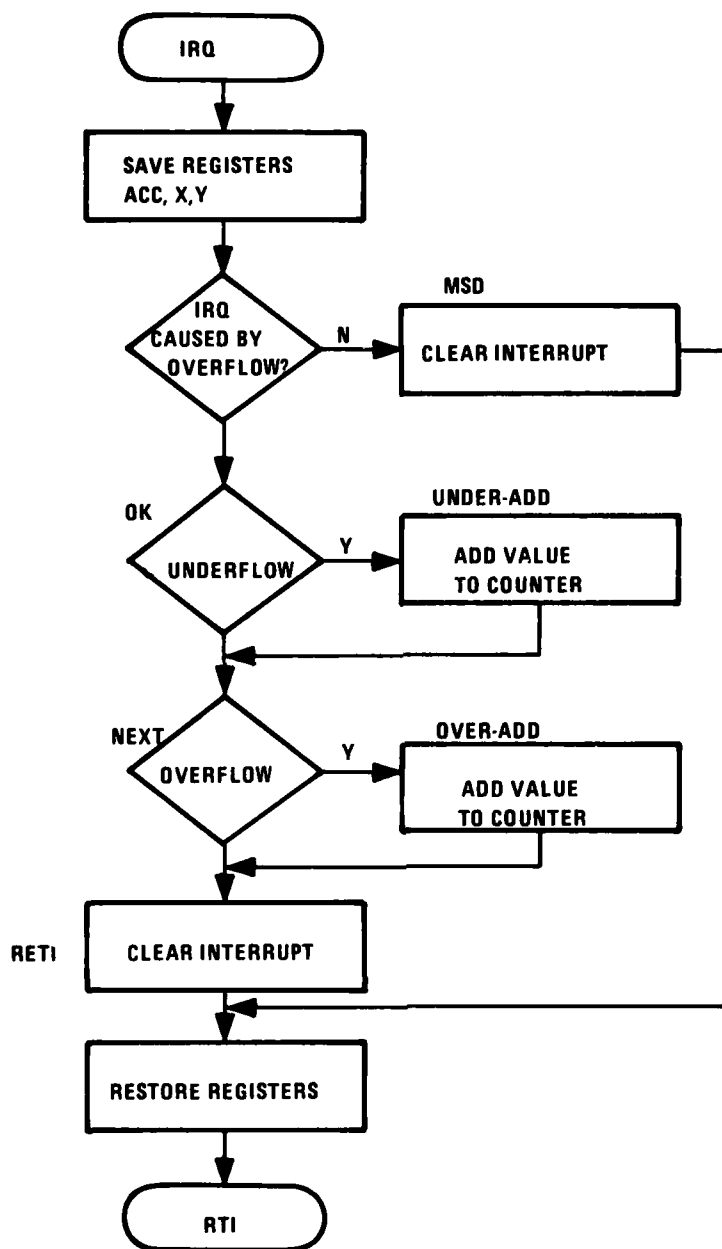 IRQ
SAVE REGISTERS
ACC, X,Y
IRQ
CAUSED BY
OVERFLOW?
N
MSD
CLEAR INTERRUPT
OK
UNDERFLOW
Y
UNDER-ADD
ADD VALUE
TO COUNTER
NEXT
OVERFLOW
Y
OVER-ADD
ADD VALUE
TO COUNTER
RETI
CLEAR INTERRUPT
RESTORE REGISTERS
RTI